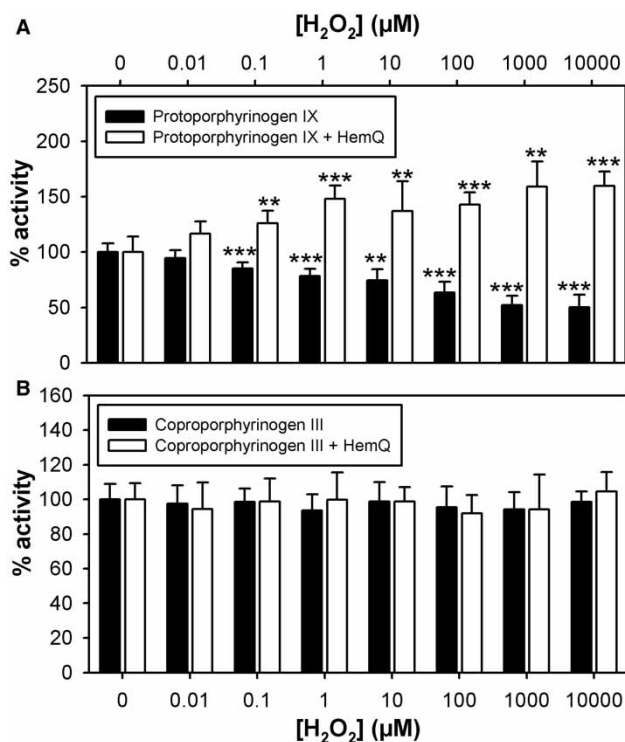 A
[H₂O₂] (µM)
0 0.01 0.1 1 10 100 1000 10000
250
200
150
100
50
0
% activity
Protoporphyrinogen IX
Protoporphyrinogen IX + HemQ
** *** ** *** ** ***
*** *** ** *** *** ***
B
160
140
120
100
80
60
40
20
0
% activity
Coproporphyrinogen III
Coproporphyrinogen III + HemQ
0 0.01 0.1 1 10 100 1000 10000
[H₂O₂] (µM)